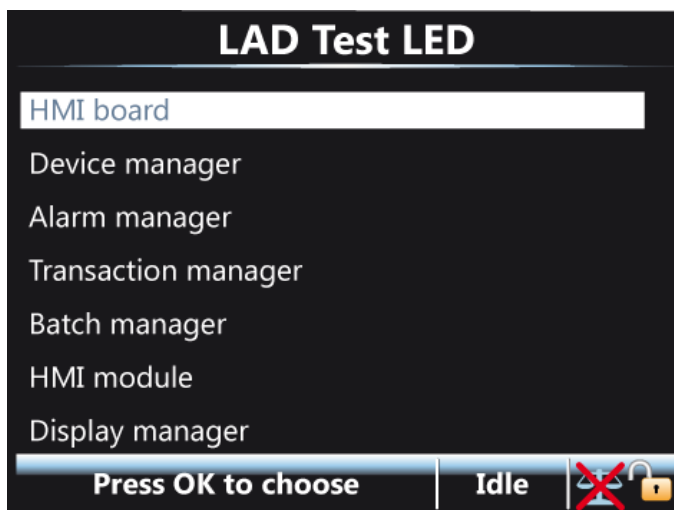 LAD Test LED
HMI board
Device manager
Alarm manager
Transaction manager
Batch manager
HMI module
Display manager
Press OK to choose
Idle